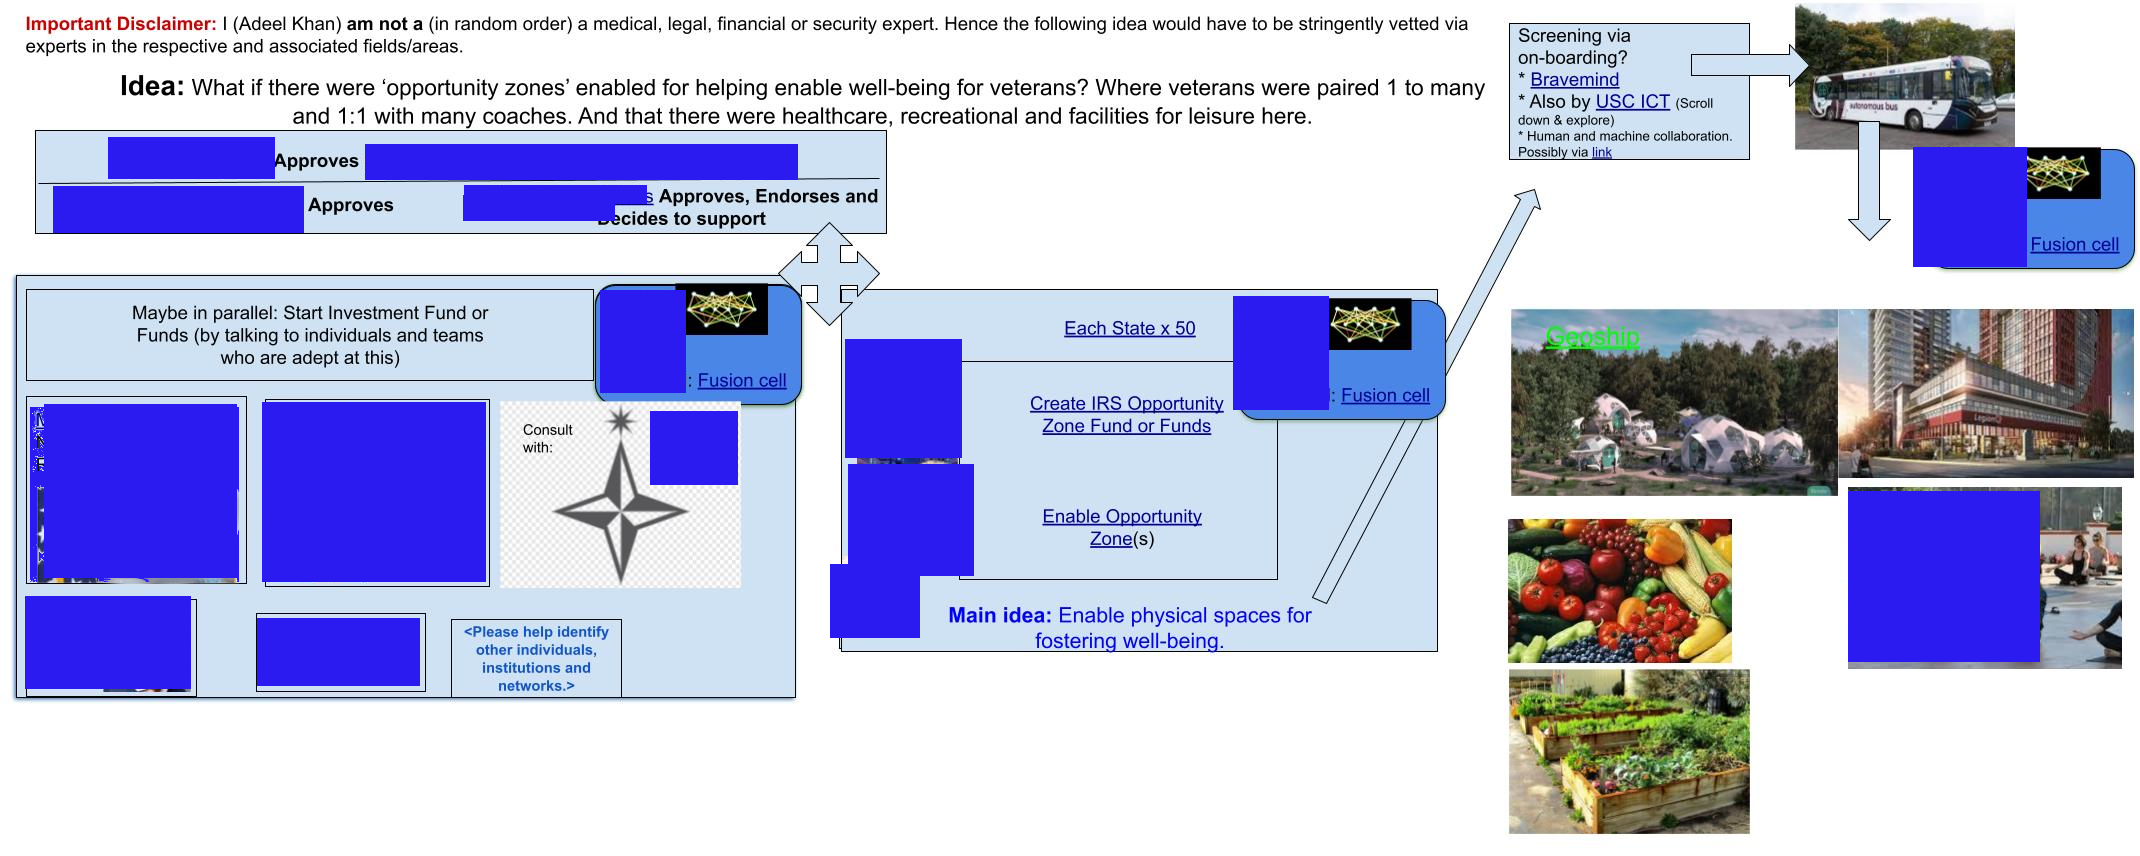 Important Disclaimer: I (Adeel Khan) am not a (in random order) a medical, legal, financial or security expert. Hence the following idea would have to be stringently vetted via
experts in the respective and associated fields/areas.
Idea: What if there were ‘opportunity zones’ enabled for helping enable well-being for veterans? Where veterans were paired 1 to many
and 1:1 with many coaches. And that there were healthcare, recreational and facilities for leisure here.
Approves
Approves
s Approves, Endorses and
Decides to support
Maybe in parallel: Start Investment Fund or
Funds (by talking to individuals and teams
who are adept at this)
: Fusion cell
Consult
with:
<Please help identify
other individuals,
institutions and
networks.>
Each State x 50
: Fusion cell
Create IRS Opportunity
Zone Fund or Funds
Enable Opportunity
Zone(s)
Main idea: Enable physical spaces for
fostering well-being.
Screening via
on-boarding?
* Bravemind
* Also by USC ICT (Scroll
down & explore)
* Human and machine collaboration.
Possibly via link
autonomous bus
Fusion cell
Geoship
Legion